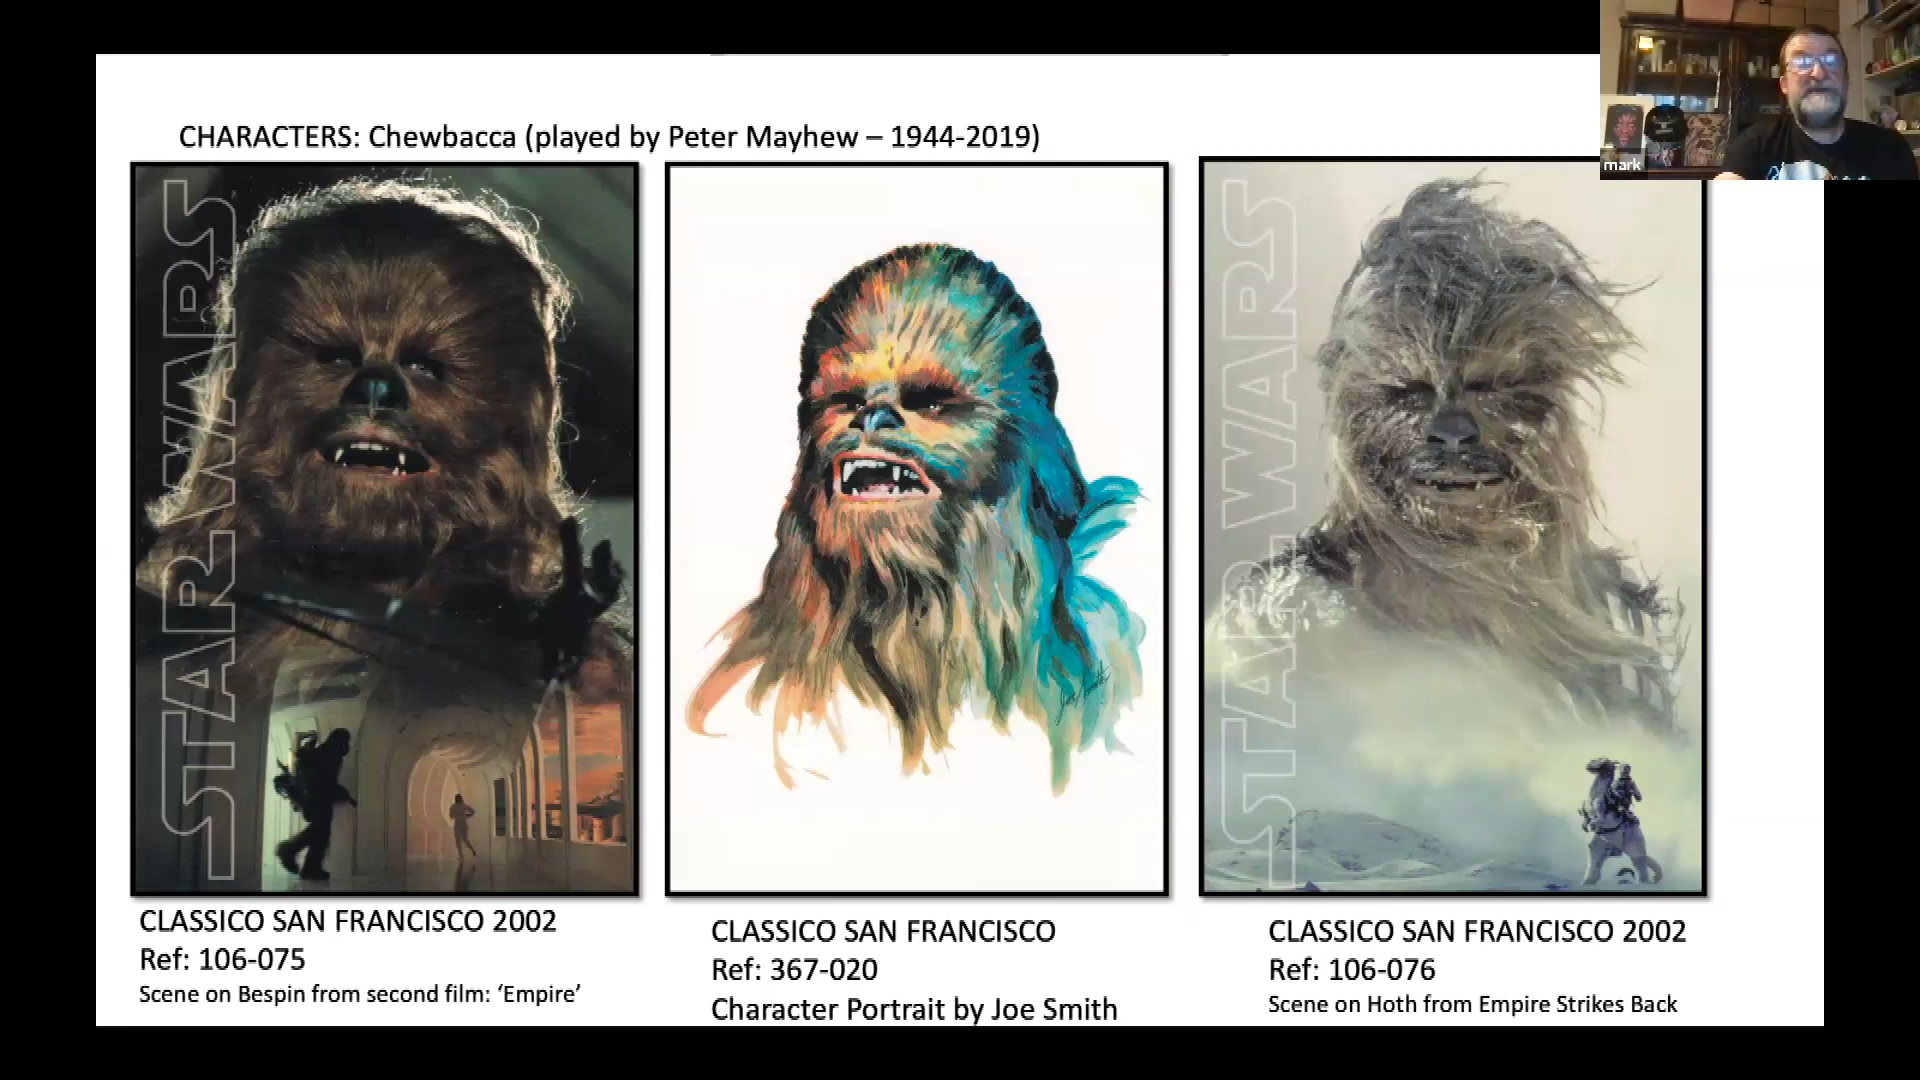 CHARACTERS: Chewbacca (played by Peter Mayhew – 1944-2019)
mark
STAR WARS
Joe Smith
STAR WARS
CLASSICO SAN FRANCISCO 2002
Ref: 106-075
Scene on Bespin from second film: ‘Empire’
CLASSICO SAN FRANCISCO
Ref: 367-020
Character Portrait by Joe Smith
CLASSICO SAN FRANCISCO 2002
Ref: 106-076
Scene on Hoth from Empire Strikes Back